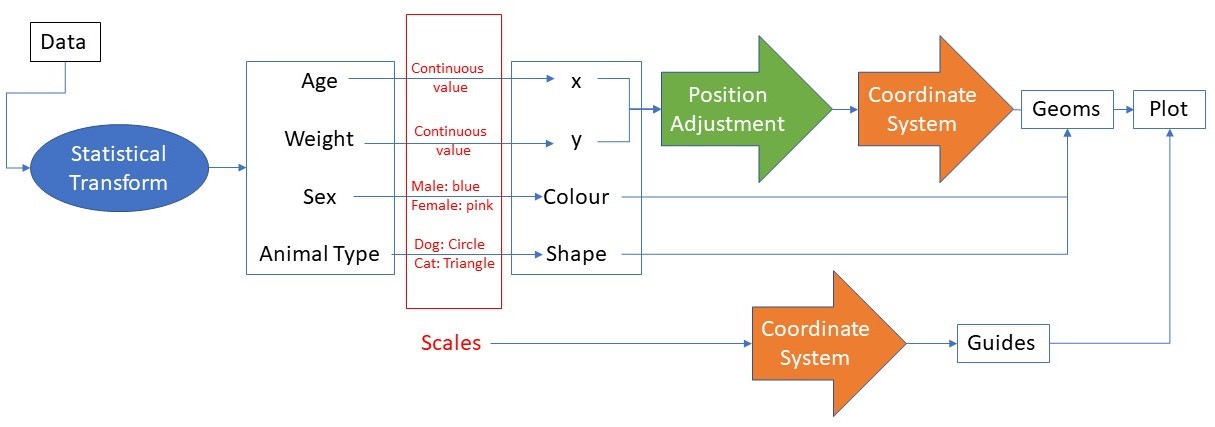 Data
Statistical
Transform
Age
Weight
Sex
Animal Type
Continuous
value
Continuous
value
Male: blue
Female: pink
Dog: Circle
Cat: Triangle
Scales
x
y
Colour
Shape
Position
Adjustment
Coordinate
System
Geoms
Plot
Coordinate
System
Guides